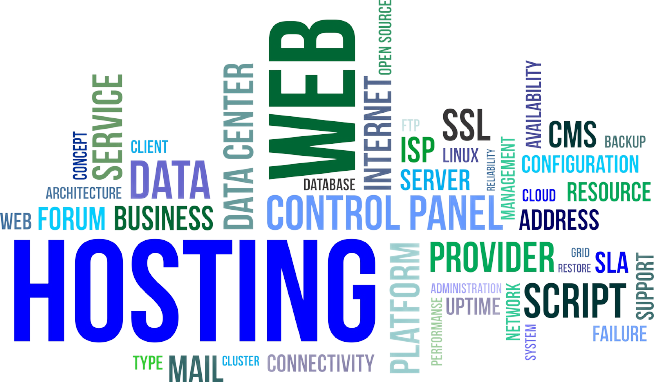 OPEN SOURCE
WEB
INTERNET
DATA CENTER
SERVICE
CONCEPT
CLIENT
DATA
ARCHITECTURE
DATABASE
FTP
SSL
ISP
LINUX
SERVER
RELIABILITY
MANAGEMENT
AVAILABILITY
CMS
BACKUP
CONFIGURATION
CLOUD
RESOURCE
WEB
FORUM
BUSINESS
CONTROL PANEL
ADDRESS
HOSTING
PLATFORM
PROVIDER
GRID
RESTORE
SLA
SUPPORT
ADMINISTRATION
PERFORMANSE
UPTIME
NETWORK
SCRIPT
SYSTEM
FAILURE
TYPE
MAIL
CLUSTER
CONNECTIVITY